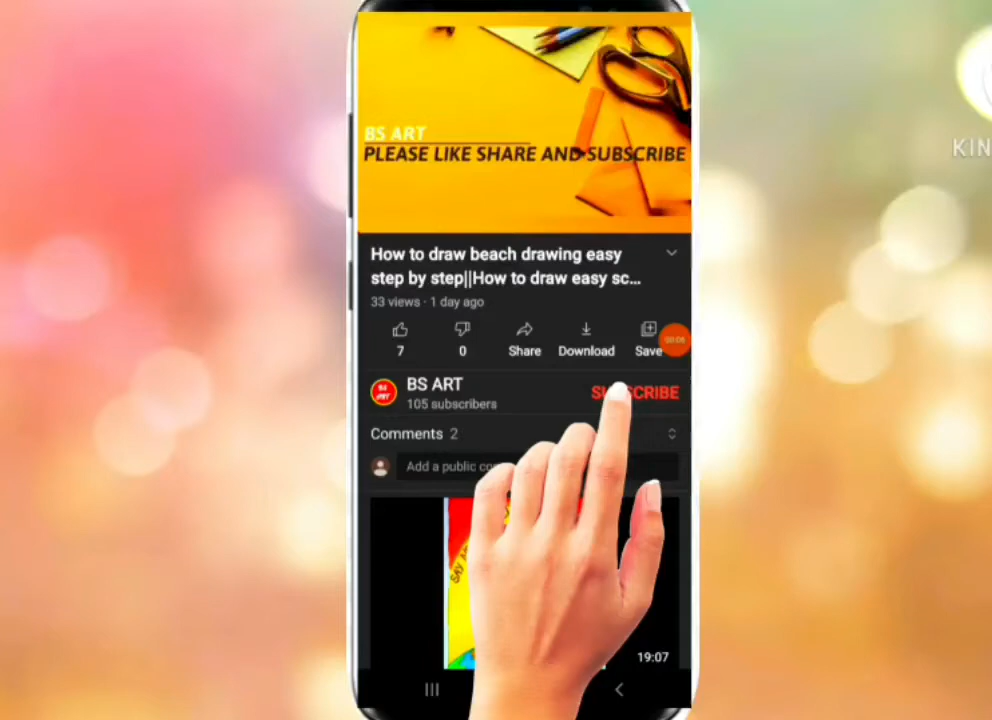 BS ART
PLEASE LIKE SHARE AND SUBSCRIBE
How to draw beach drawing easy
step by step||How to draw easy sc...
33 views · 1 day ago
7
0
Share
Download
Save
BS ART
105 subscribers
Comments 2
Add a public
SAY
19:07
KIN